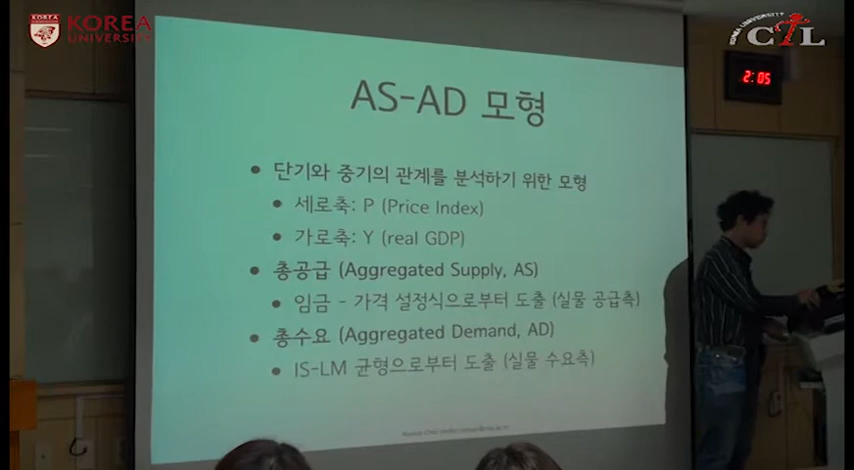 KOREA
UNIVERSITY
KOREA UNIVERSITY
CTL
2:05
AS-AD 모형
• 단기와 중기의 관계를 분석하기 위한 모형
• 세로축: P (Price Index)
• 가로축: Y (real GDP)
• 총공급 (Aggregated Supply, AS)
• 임금 - 가격 설정식으로부터 도출 (실물 공급측)
• 총수요 (Aggregated Demand, AD)
• IS-LM 균형으로부터 도출 (실물 수요측)